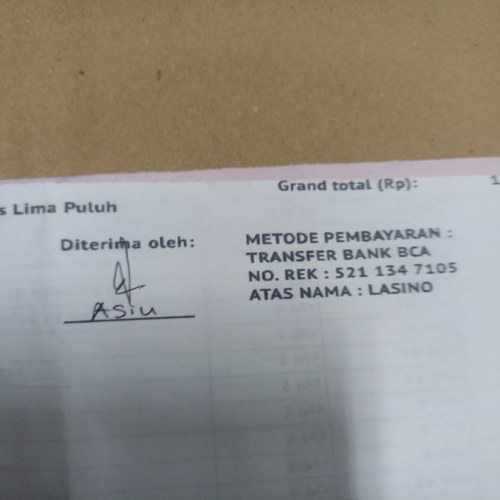 Grand total (Rp): 1
s Lima Puluh
Diterima oleh:
Asiu
METODE PEMBAYARAN :
TRANSFER BANK BCA
NO. REK : 521 134 7105
ATAS NAMA : LASINO